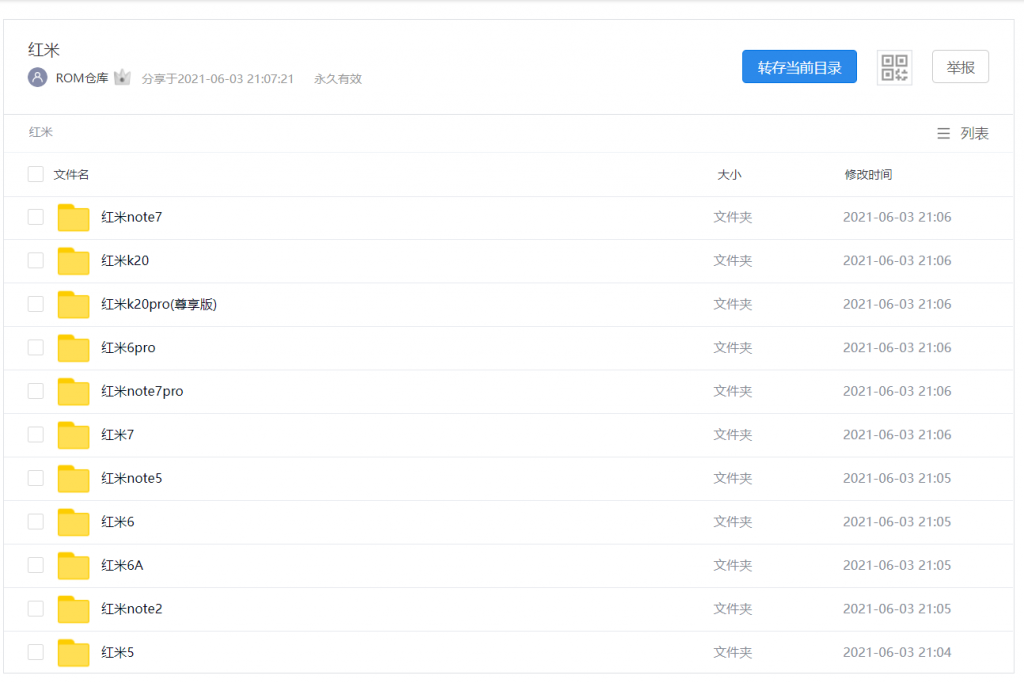 红米
ROM仓库 分享于2021-06-03 21:07:21 永久有效
转存当前目录 举报
红米 列表
文件名 大小 修改时间
红米note7 文件夹 2021-06-03 21:06
红米k20 文件夹 2021-06-03 21:06
红米k20pro(尊享版) 文件夹 2021-06-03 21:06
红米6pro 文件夹 2021-06-03 21:06
红米note7pro 文件夹 2021-06-03 21:06
红米7 文件夹 2021-06-03 21:06
红米note5 文件夹 2021-06-03 21:05
红米6 文件夹 2021-06-03 21:05
红米6A 文件夹 2021-06-03 21:05
红米note2 文件夹 2021-06-03 21:05
红米5 文件夹 2021-06-03 21:04